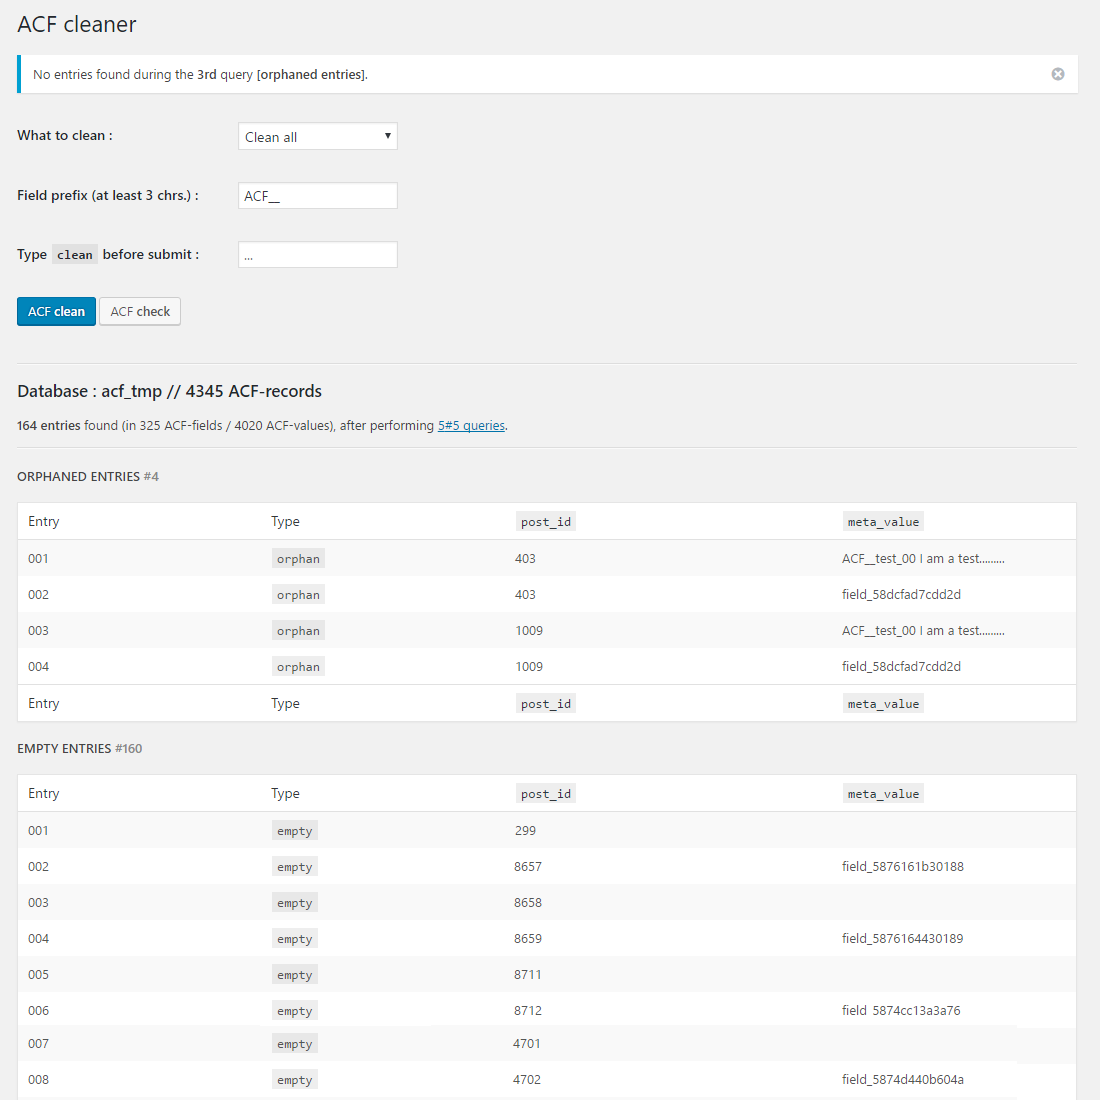 ACF cleaner
No entries found during the 3rd query [orphaned entries].
What to clean :
Clean all
Field prefix (at least 3 chrs.) :
ACF__
Type clean before submit :
...
ACF clean
ACF check
Database : acf_tmp // 4345 ACF-records
164 entries found (in 325 ACF-fields / 4020 ACF-values), after performing 5#5 queries.
ORPHANED ENTRIES #4
Entry Type post_id meta_value
001 orphan 403 ACF__test_00 I am a test.........
002 orphan 403 field_58dcfad7cdd2d
003 orphan 1009 ACF__test_00 I am a test.........
004 orphan 1009 field_58dcfad7cdd2d
Entry Type post_id meta_value
EMPTY ENTRIES #160
Entry Type post_id meta_value
001 empty 299
002 empty 8657 field_5876161b30188
003 empty 8658
004 empty 8659 field_5876164430189
005 empty 8711
006 empty 8712 field_5874cc13a3a76
007 empty 4701
008 empty 4702 field_5874d440b604a